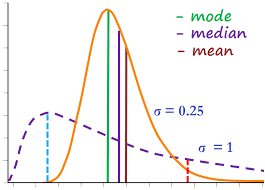 – mode
– median
– mean
σ = 0.25
σ = 1